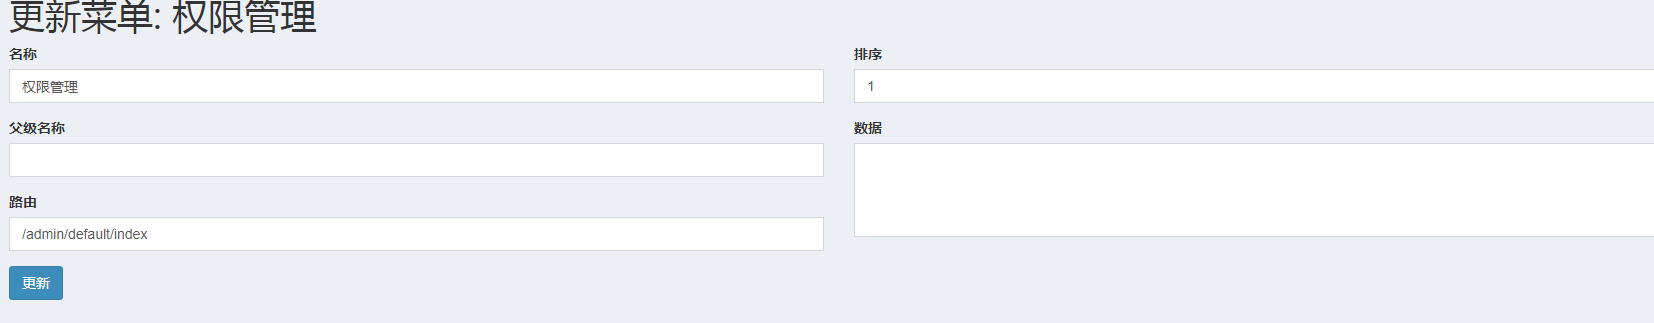 更新菜单: 权限管理
名称
权限管理
父级名称
路由
/admin/default/index
更新
排序
1
数据